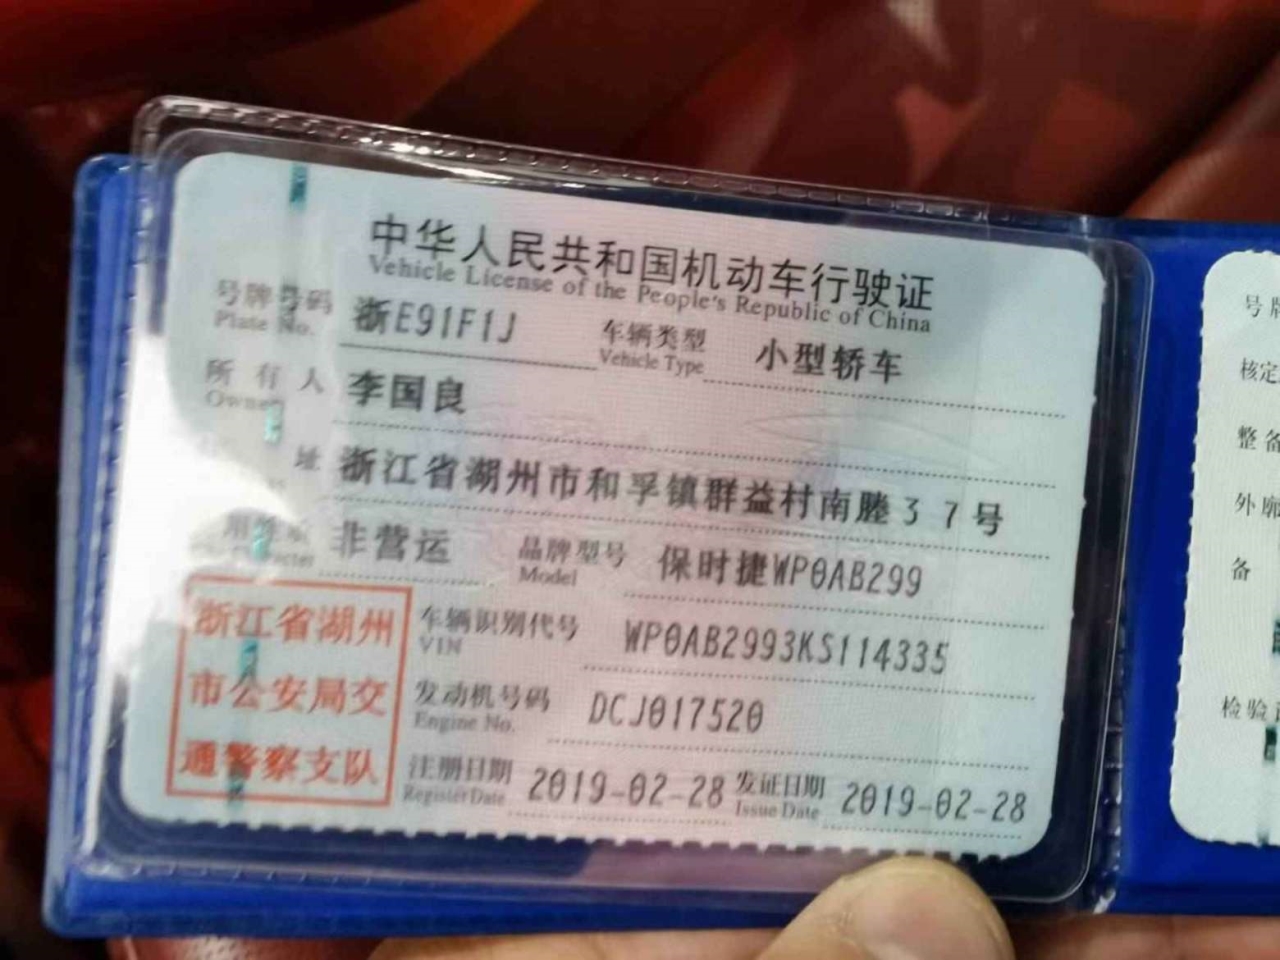 中华人民共和国机动车行驶证
Vehicle License of the People's Republic of China
号牌号码 浙E91F1J 车辆类型 小型轿车
Plate No. Vehicle Type
所有人 李国良
Owner
址 浙江省湖州市和孚镇群益村南塍37号
用 非营运 品牌型号 保时捷WP0AB299
Model
浙江省湖州
市公安局交
通警察支队
车辆识别代号 WP0AB2993KS114335
VIN
发动机号码 DCJ017520
Engine No.
注册日期 2019-02-28 发证日期 2019-02-28
Register Date Issue Date
号牌
核定
整备
外廓
备
检验